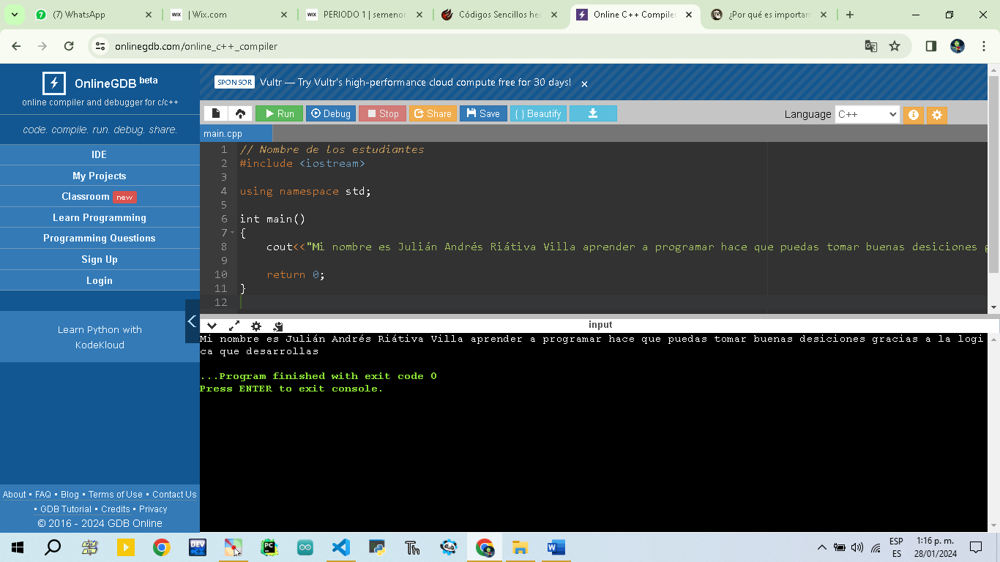 (7) WhatsApp
| Wix.com
PERIODO 1 | semenor
Códigos Sencillos hec
Online C++ Compiler
¿Por qué es importan
onlinegdb.com/online_c++_compiler
OnlineGDB beta
online compiler and debugger for c/c++
code. compile. run. debug. share.
IDE
My Projects
Classroom new
Learn Programming
Programming Questions
Sign Up
Login
Learn Python with
KodeKloud
About • FAQ • Blog • Terms of Use • Contact Us
• GDB Tutorial • Credits • Privacy
© 2016 - 2024 GDB Online
SPONSOR Vultr — Try Vultr's high-performance cloud compute free for 30 days!
Run Debug Stop Share Save { } Beautify
Language C++
main.cpp
1 // Nombre de los estudiantes
2 #include <iostream>
3
4 using namespace std;
5
6 int main()
7 {
8 cout<<"Mi nombre es Julián Andrés Riátiva Villa aprender a programar hace que puedas tomar buenas desiciones g
9
10 return 0;
11 }
12
input
Mi nombre es Julián Andrés Riátiva Villa aprender a programar hace que puedas tomar buenas desiciones gracias a la logi
ca que desarrollas
...Program finished with exit code 0
Press ENTER to exit console.
ESP
ES
1:16 p. m.
28/01/2024